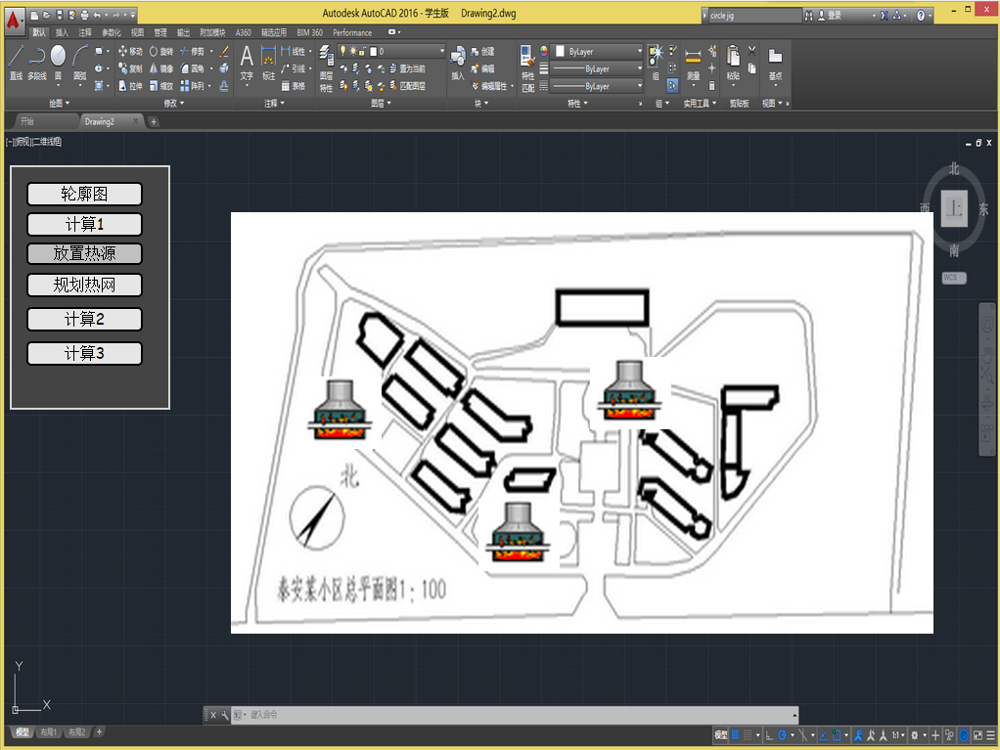 Autodesk AutoCAD 2016 - 学生版 Drawing2.dwg
circle jig
登录
默认 插入 注释 参数化 视图 管理 输出 附加模块 A360 精选应用 BIM 360 Performance
直线 多段线 圆 圆弧
移动 旋转 修剪
复制 镜像 圆角
拉伸 缩放 阵列
文字 标注
线性
引线
表格
图层特性
0
置为当前
匹配图层
插入
创建
编辑
编辑属性
特性匹配
ByLayer
ByLayer
ByLayer
组
测量
粘贴
基点
绘图 修改 注释 图层 块 特性 组 实用工具 剪贴板 视图
开始 Drawing2
[-][俯视][二维线框]
轮廓图
计算1
放置热源
规划热网
计算2
计算3
北
西 上 东
南
WCS
北
泰安某小区总平面图1：100
Y
X
键入命令
模型 布局1 布局2 +
模型
1:1